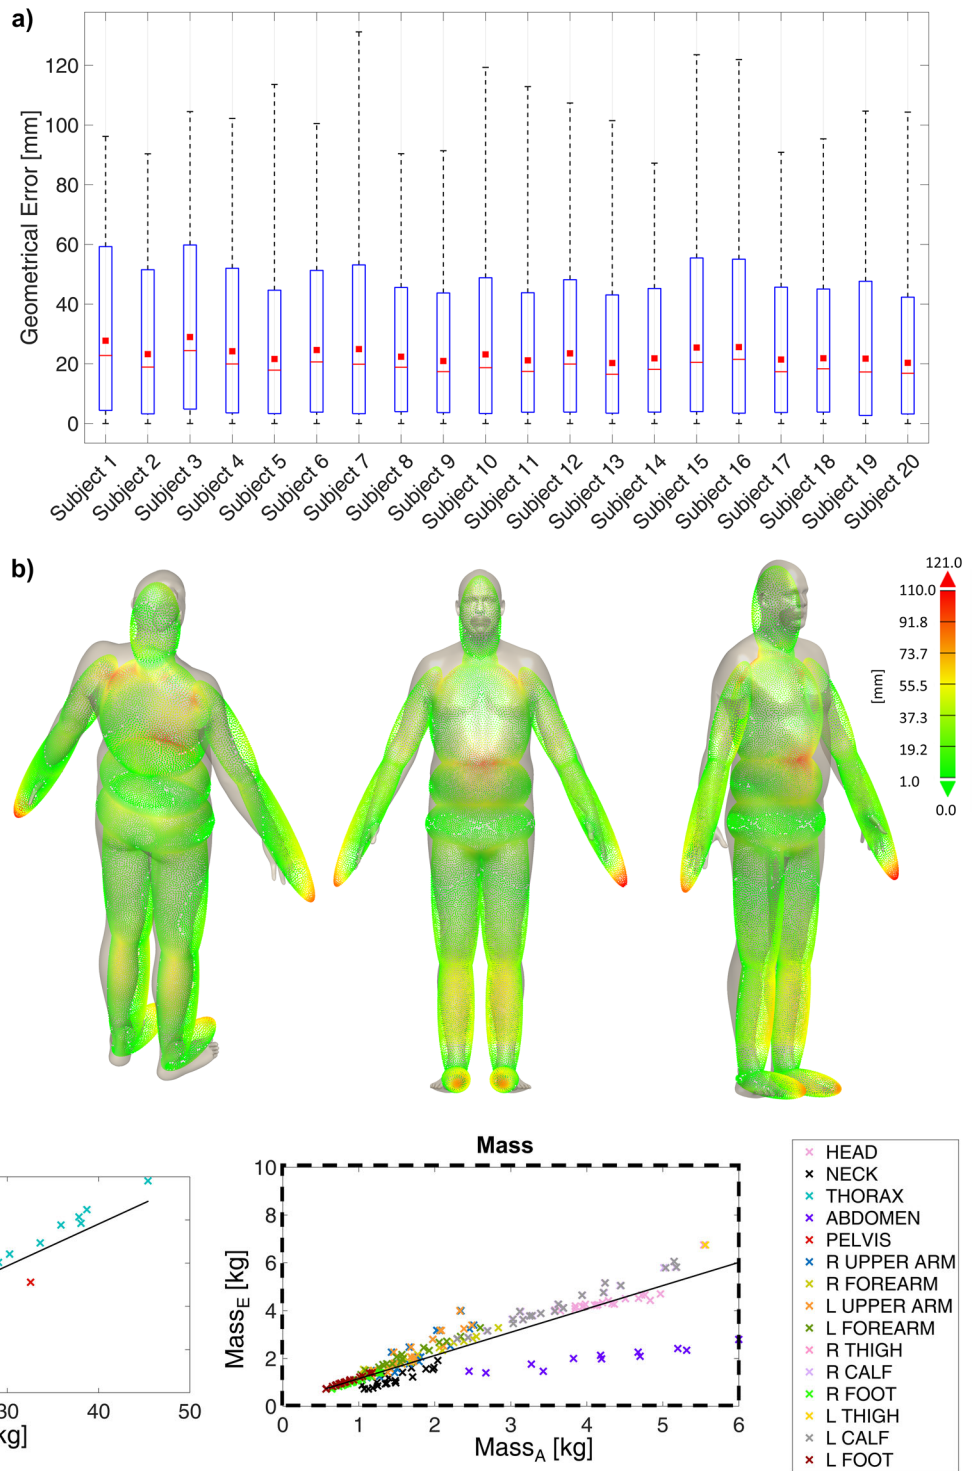 a)
Geometrical Error [mm]
120
100
80
60
40
20
0
Subject 1
Subject 2
Subject 3
Subject 4
Subject 5
Subject 6
Subject 7
Subject 8
Subject 9
Subject 10
Subject 11
Subject 12
Subject 13
Subject 14
Subject 15
Subject 16
Subject 17
Subject 18
Subject 19
Subject 20
b)
121.0
110.0
91.8
73.7
55.5
37.3
19.2
1.0
0.0
[mm]
30
40
50
kg]
Mass
Mass_E [kg]
10
8
6
4
2
0
0
1
2
3
4
5
6
Mass_A [kg]
HEAD
NECK
THORAX
ABDOMEN
PELVIS
R UPPER ARM
R FOREARM
L UPPER ARM
L FOREARM
R THIGH
R CALF
R FOOT
L THIGH
L CALF
L FOOT